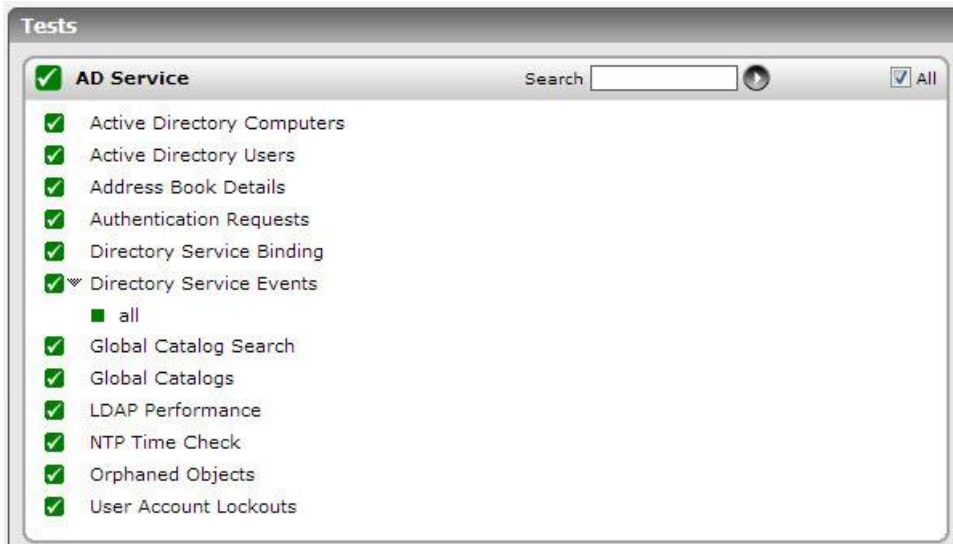 Tests
AD Service Search All
Active Directory Computers
Active Directory Users
Address Book Details
Authentication Requests
Directory Service Binding
Directory Service Events
all
Global Catalog Search
Global Catalogs
LDAP Performance
NTP Time Check
Orphaned Objects
User Account Lockouts